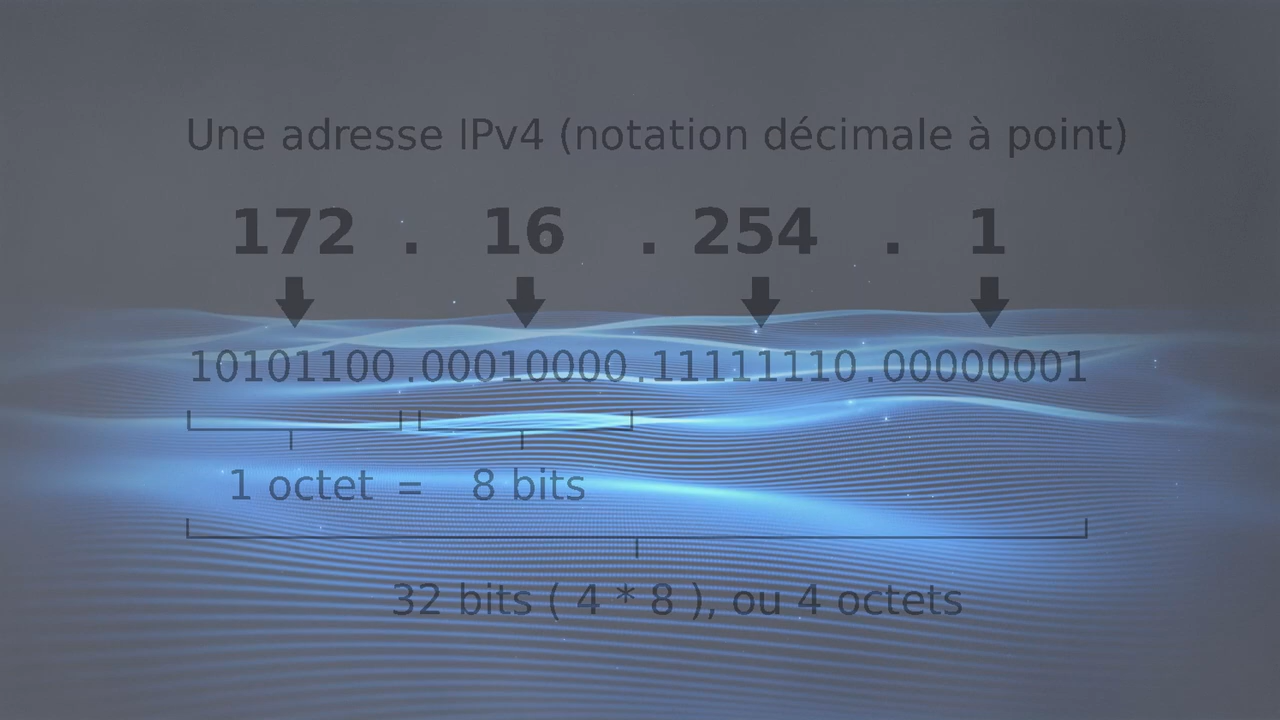 Une adresse IPv4 (notation décimale à point)
172 . 16 . 254 . 1
10101100 .00010000 .11111110 .00000001
1 octet = 8 bits
32 bits ( 4 * 8 ), ou 4 octets